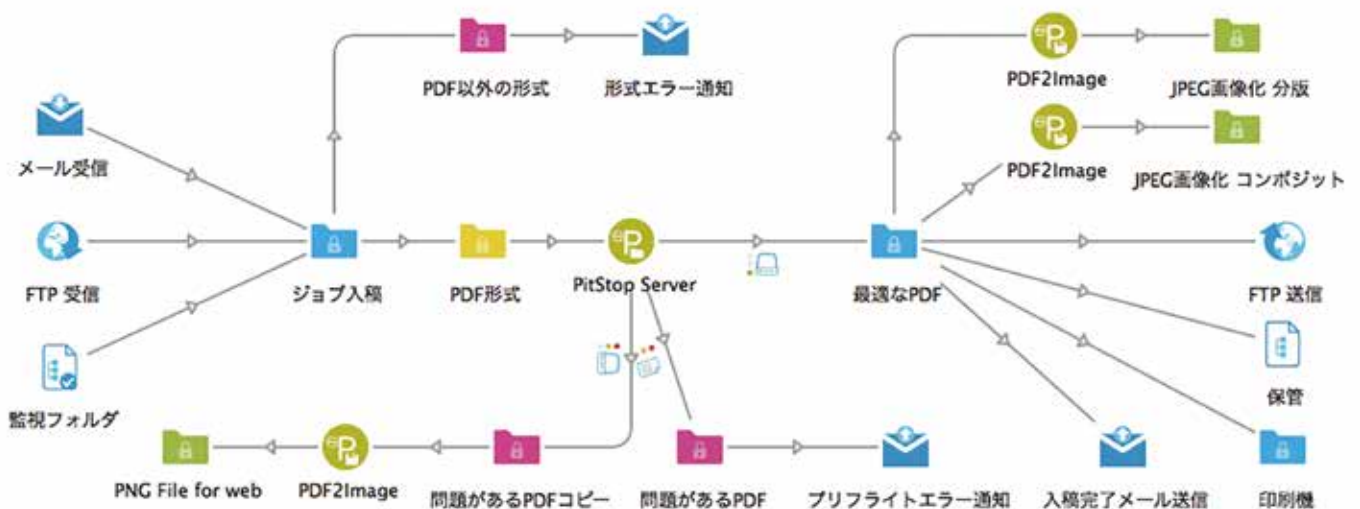 PDF以外の形式
形式エラー通知
PDF2Image
JPEG画像化 分版
メール受信
PDF2Image
JPEG画像化 コンポジット
FTP 受信
ジョブ入稿
PDF形式
PitStop Server
最適なPDF
FTP 送信
監視フォルダ
保管
PNG File for web
PDF2Image
問題があるPDFコピー
問題があるPDF
プリフライトエラー通知
入稿完了メール送信
印刷機